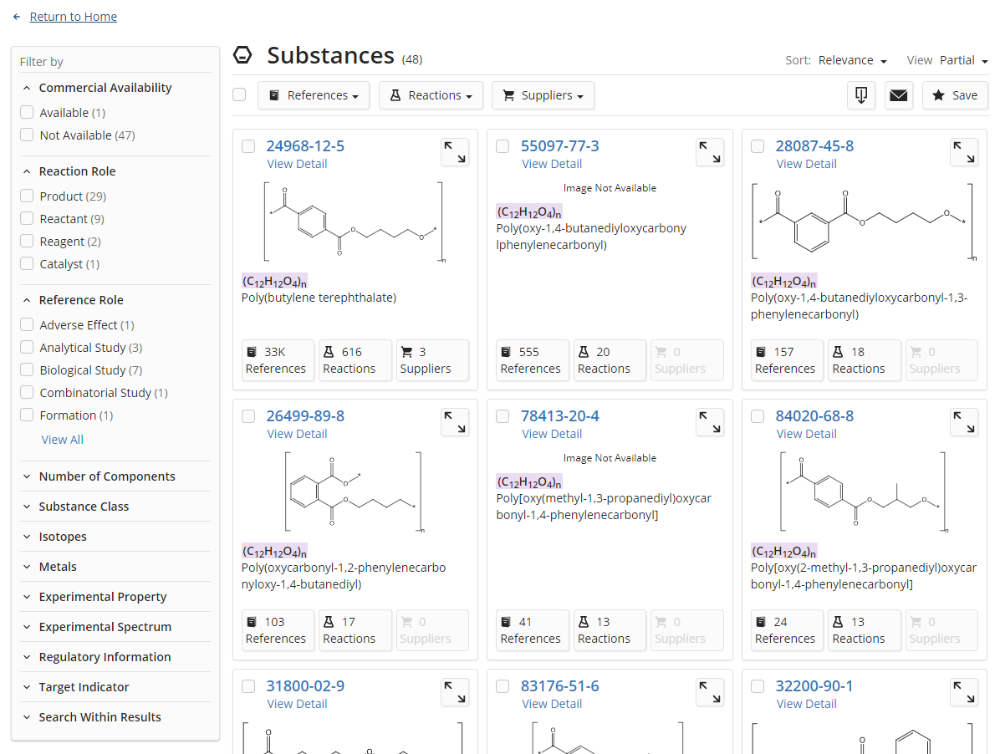 Return to Home
Filter by
Commercial Availability
Available (1)
Not Available (47)
Reaction Role
Product (29)
Reactant (9)
Reagent (2)
Catalyst (1)
Reference Role
Adverse Effect (1)
Analytical Study (3)
Biological Study (7)
Combinatorial Study (1)
Formation (1)
View All
Number of Components
Substance Class
Isotopes
Metals
Experimental Property
Experimental Spectrum
Regulatory Information
Target Indicator
Search Within Results
Substances (48)
Sort: Relevance
View Partial
References
Reactions
Suppliers
Save
24968-12-5
View Detail
O
O
O
O
n
(C12H12O4)n
Poly(butylene terephthalate)
33K
References
616
Reactions
3
Suppliers
55097-77-3
View Detail
Image Not Available
(C12H12O4)n
Poly(oxy-1,4-butanediyloxycarbony
lphenylenecarbonyl)
555
References
20
Reactions
0
Suppliers
28087-45-8
View Detail
O
O
O
O
n
(C12H12O4)n
Poly(oxy-1,4-butanediyloxycarbonyl-1,3-
phenylenecarbonyl)
157
References
18
Reactions
0
Suppliers
26499-89-8
View Detail
O
O
O
O
n
(C12H12O4)n
Poly(oxycarbonyl-1,2-phenylenecarbo
nyloxy-1,4-butanediyl)
103
References
17
Reactions
0
Suppliers
78413-20-4
View Detail
Image Not Available
(C12H12O4)n
Poly[oxy(methyl-1,3-propanediyl)oxycar
bonyl-1,4-phenylenecarbonyl]
41
References
13
Reactions
0
Suppliers
84020-68-8
View Detail
O
O
O
O
n
(C12H12O4)n
Poly[oxy(2-methyl-1,3-propanediyl)oxycar
bonyl-1,4-phenylenecarbonyl]
24
References
13
Reactions
0
Suppliers
31800-02-9
View Detail
O
O
83176-51-6
View Detail
O
32200-90-1
View Detail
O